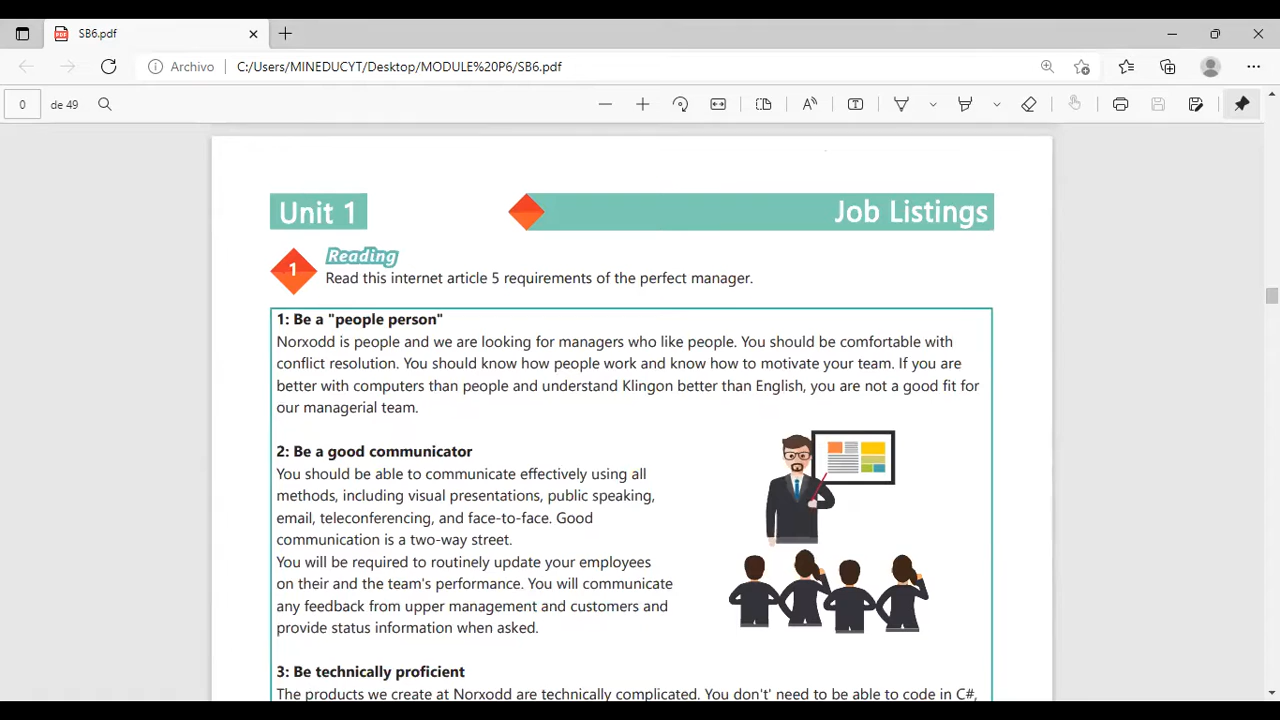 SB6.pdf
Archivo C:/Users/MINEDUCYT/Desktop/MODULE%20P6/SB6.pdf
0 de 49
Unit 1
Job Listings
1
Reading
Read this internet article 5 requirements of the perfect manager.
1: Be a "people person"
Norxodd is people and we are looking for managers who like people. You should be comfortable with
conflict resolution. You should know how people work and know how to motivate your team. If you are
better with computers than people and understand Klingon better than English, you are not a good fit for
our managerial team.
2: Be a good communicator
You should be able to communicate effectively using all
methods, including visual presentations, public speaking,
email, teleconferencing, and face-to-face. Good
communication is a two-way street.
You will be required to routinely update your employees
on their and the team's performance. You will communicate
any feedback from upper management and customers and
provide status information when asked.
3: Be technically proficient
The products we create at Norxodd are technically complicated. You don't' need to be able to code in C#,